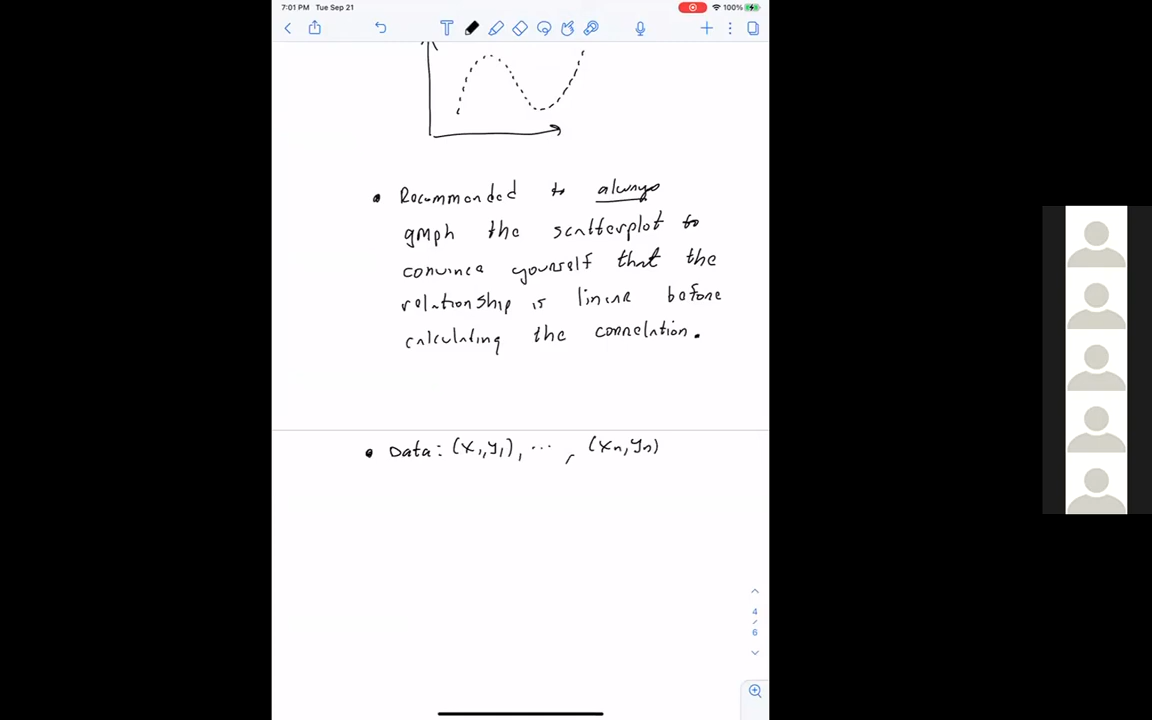 7:01 PM Tue Sep 21
100%
• Recommended to always
graph the scatterplot to
convince yourself that the
relationship is linear before
calculating the correlation.
• Data: (x₁,y₁), ... , (xn,yn)
4
/
6